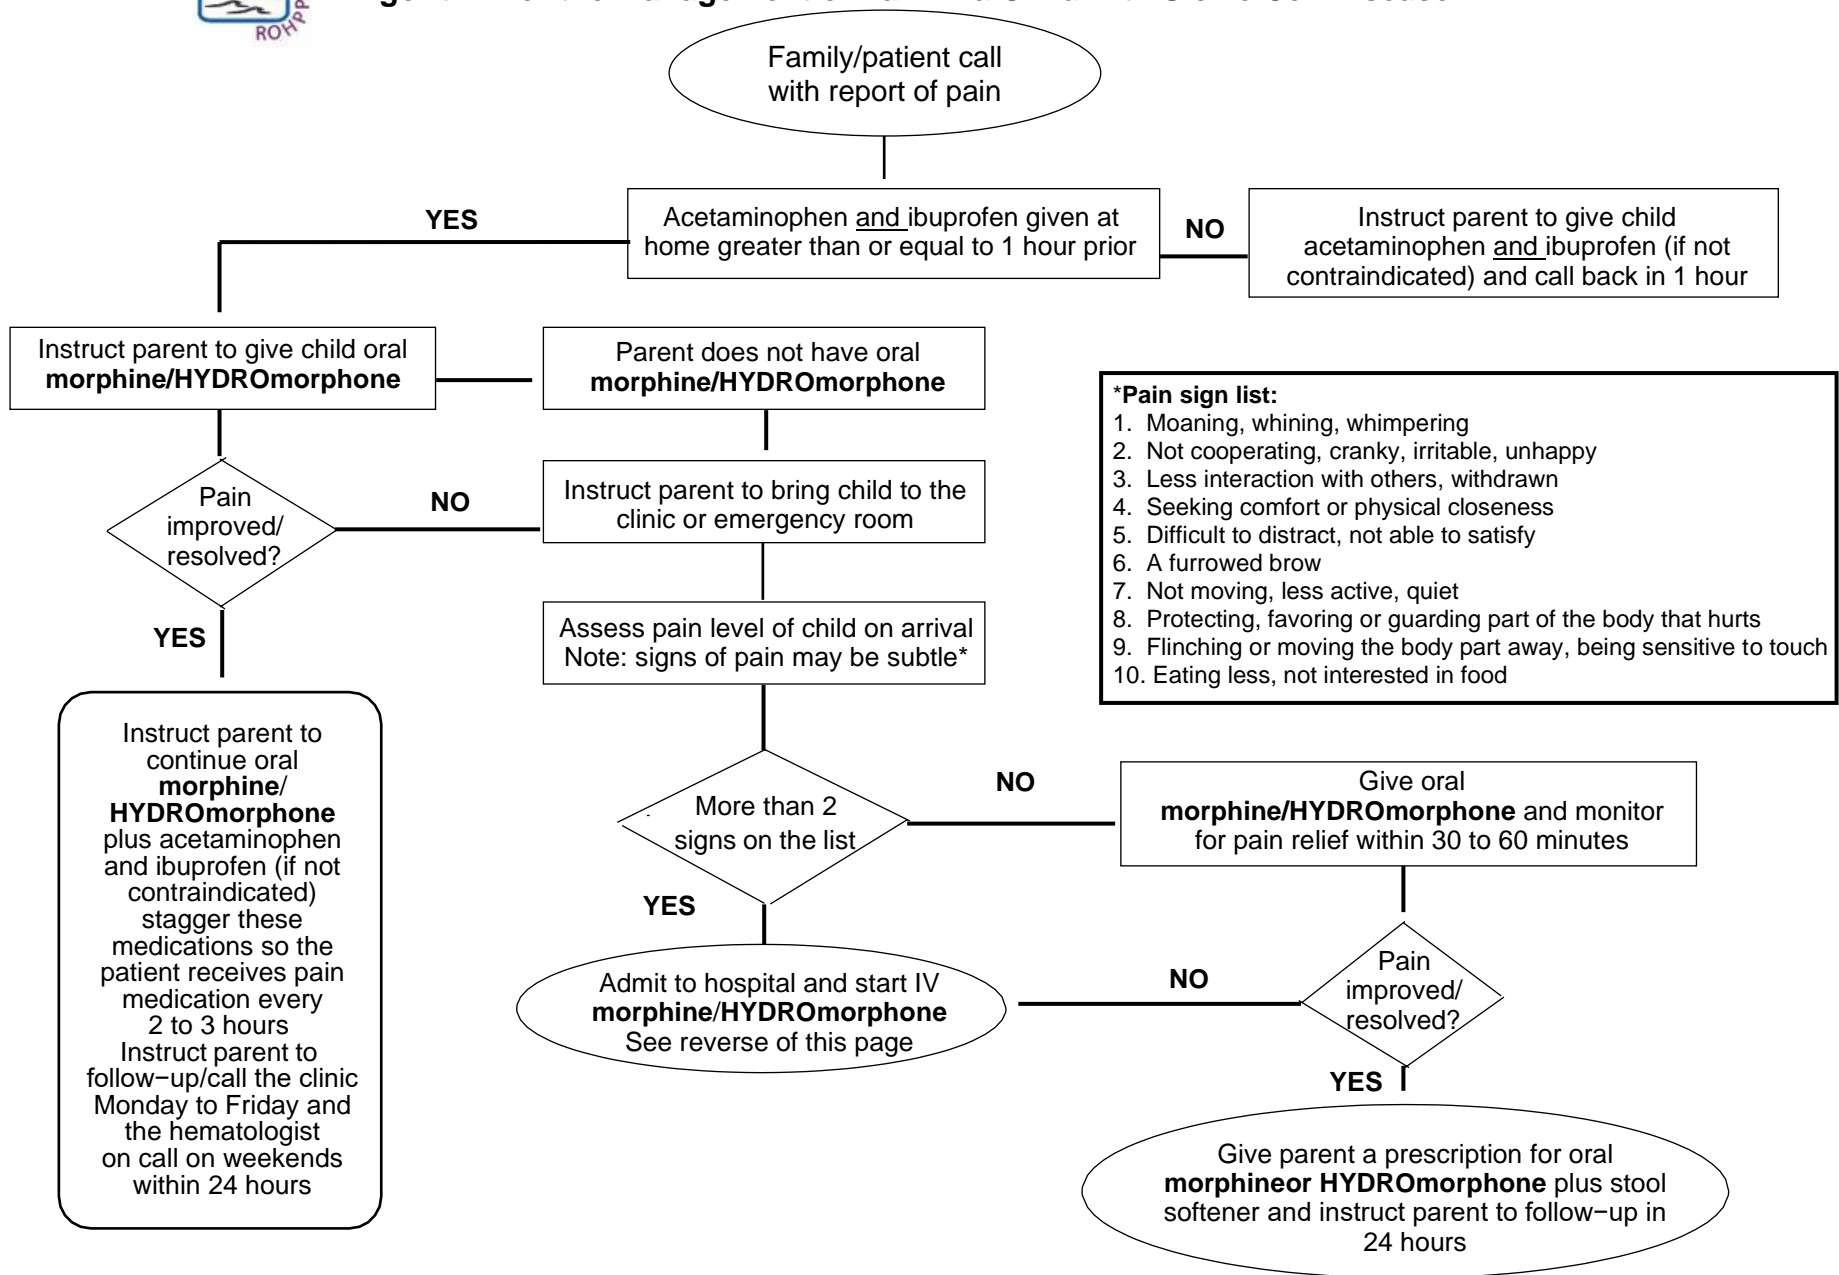 ROHPP
Family/patient call
with report of pain
YES
Acetaminophen and ibuprofen given at
home greater than or equal to 1 hour prior
NO
Instruct parent to give child
acetaminophen and ibuprofen (if not
contraindicated) and call back in 1 hour
Instruct parent to give child oral
morphine/HYDROmorphone
Parent does not have oral
morphine/HYDROmorphone
*Pain sign list:
1. Moaning, whining, whimpering
2. Not cooperating, cranky, irritable, unhappy
3. Less interaction with others, withdrawn
4. Seeking comfort or physical closeness
5. Difficult to distract, not able to satisfy
6. A furrowed brow
7. Not moving, less active, quiet
8. Protecting, favoring or guarding part of the body that hurts
9. Flinching or moving the body part away, being sensitive to touch
10. Eating less, not interested in food
Pain
improved/
resolved?
NO
Instruct parent to bring child to the
clinic or emergency room
YES
Assess pain level of child on arrival
Note: signs of pain may be subtle*
Instruct parent to
continue oral
morphine/
HYDROmorphone
plus acetaminophen
and ibuprofen (if not
contraindicated)
stagger these
medications so the
patient receives pain
medication every
2 to 3 hours
Instruct parent to
follow−up/call the clinic
Monday to Friday and
the hematologist
on call on weekends
within 24 hours
More than 2
signs on the list
NO
Give oral
morphine/HYDROmorphone and monitor
for pain relief within 30 to 60 minutes
YES
Admit to hospital and start IV
morphine/HYDROmorphone
See reverse of this page
NO
Pain
improved/
resolved?
YES
Give parent a prescription for oral
morphineor HYDROmorphone plus stool
softener and instruct parent to follow−up in
24 hours